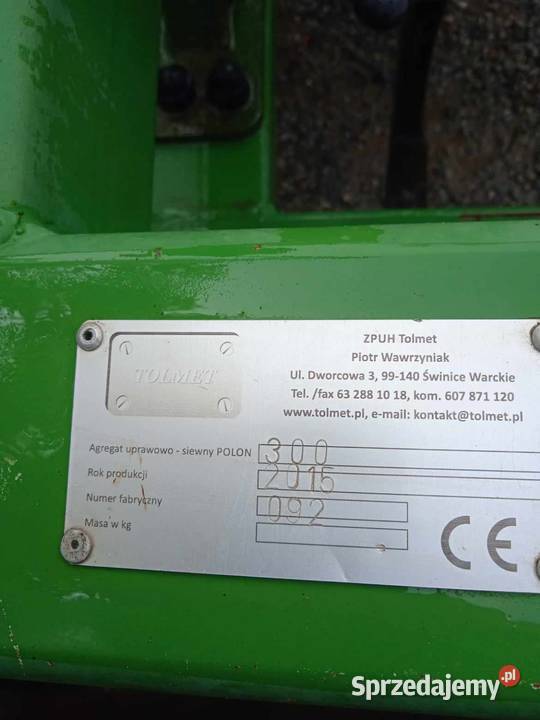 TOLMET
ZPUH Tolmet
Piotr Wawrzyniak
Ul. Dworcowa 3, 99-140 Świnice Warckie
Tel. /fax 63 288 10 18, kom. 607 871 120
www.tolmet.pl, e-mail: kontakt@tolmet.pl
Agregat uprawowo - siewny POLON 300
Rok produkcji 2015
Numer fabryczny 092
Masa w kg
CE
Sprzedajemy.pl